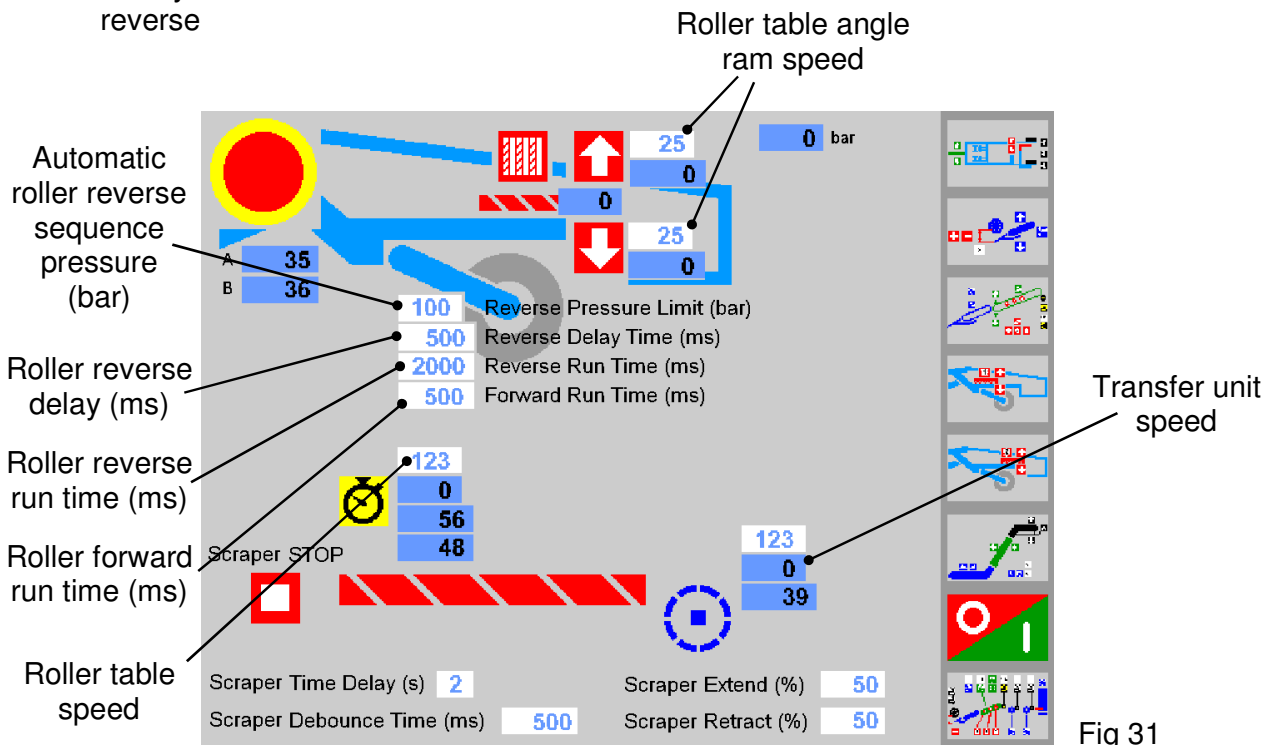 reverse
Roller table angle
ram speed
Automatic
roller reverse
sequence
pressure
(bar)
25
0 bar
0
0
25
0
A 35
B 36
100 Reverse Pressure Limit (bar)
500 Reverse Delay Time (ms)
2000 Reverse Run Time (ms)
500 Forward Run Time (ms)
Roller reverse
delay (ms)
Transfer unit
speed
Roller reverse
run time (ms)
123
0
56
48
Scraper STOP
123
0
39
Roller forward
run time (ms)
Roller table
speed
Scraper Time Delay (s) 2
Scraper Extend (%) 50
Scraper Debounce Time (ms) 500
Scraper Retract (%) 50
Fig 31